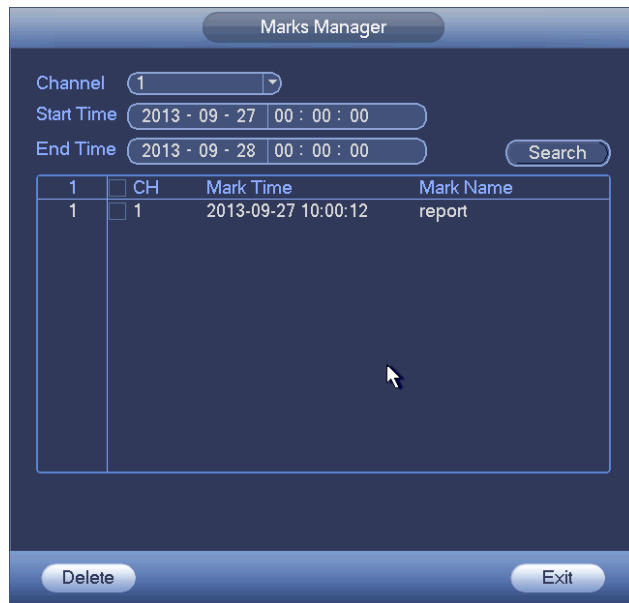 Marks Manager
Channel 1
Start Time 2013 - 09 - 27 00 : 00 : 00
End Time 2013 - 09 - 28 00 : 00 : 00 Search
1 CH Mark Time Mark Name
1 1 2013-09-27 10:00:12 report
Delete Exit